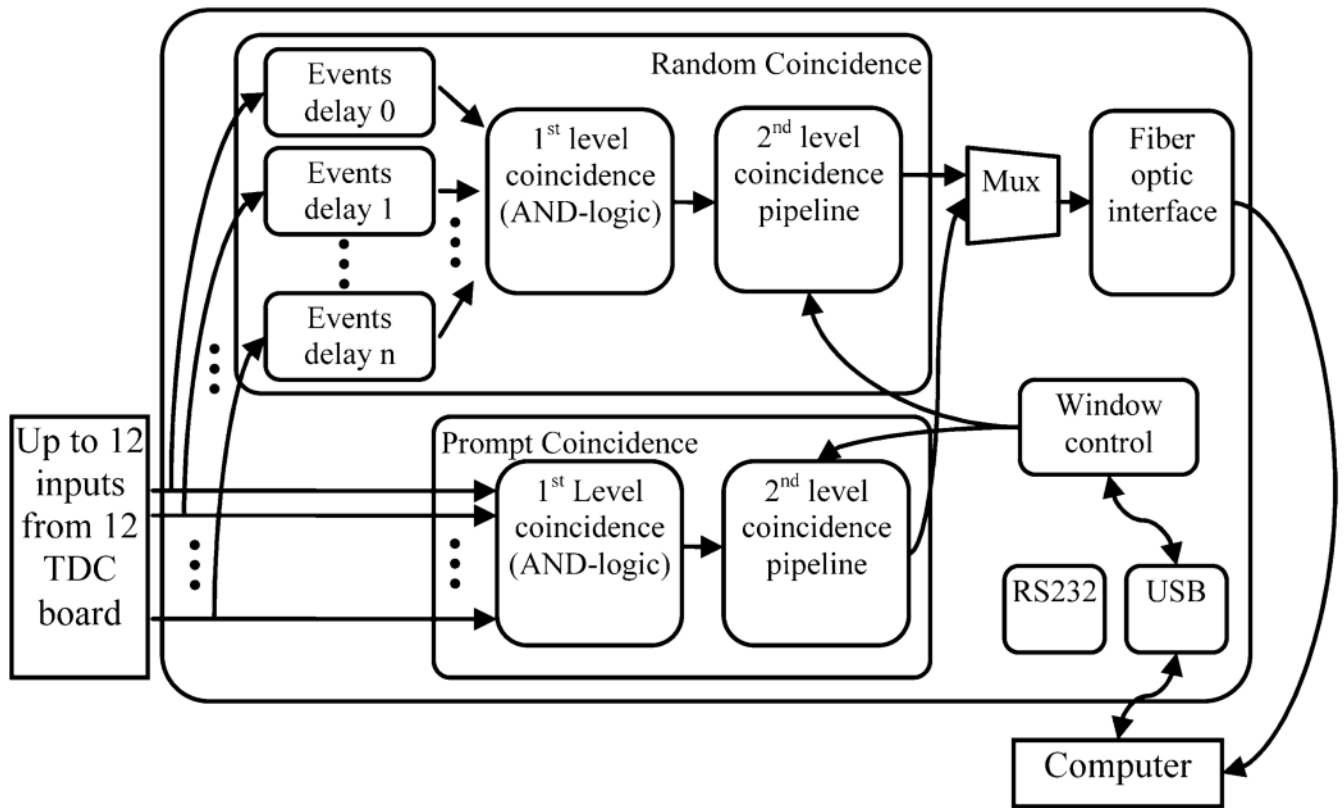 Random Coincidence
Events
delay 0
Events
delay 1
Events
delay n
1st level
coincidence
(AND-logic)
2nd level
coincidence
pipeline
Mux
Fiber
optic
interface
Window
control
Up to 12
inputs
from 12
TDC
board
Prompt Coincidence
1st Level
coincidence
(AND-logic)
2nd level
coincidence
pipeline
RS232
USB
Computer